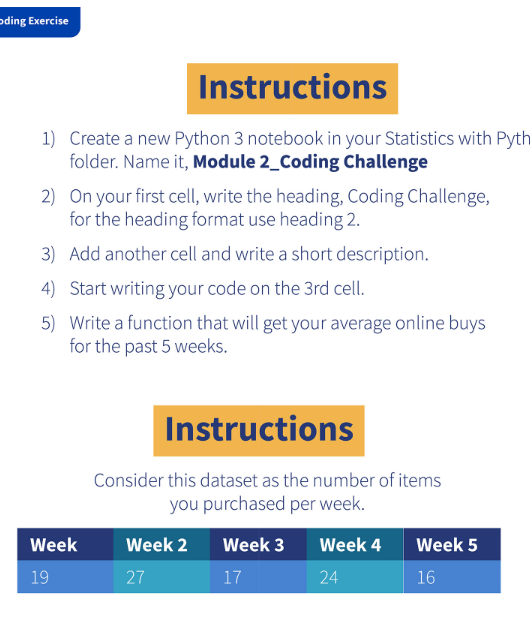 oding Exercise
Instructions
1) Create a new Python 3 notebook in your Statistics with Pyth
folder. Name it, Module 2_Coding Challenge
2) On your first cell, write the heading, Coding Challenge,
for the heading format use heading 2.
3) Add another cell and write a short description.
4) Start writing your code on the 3rd cell.
5) Write a function that will get your average online buys
for the past 5 weeks.
Instructions
Consider this dataset as the number of items
you purchased per week.
Week Week 2 Week 3 Week 4 Week 5
19 27 17 24 16